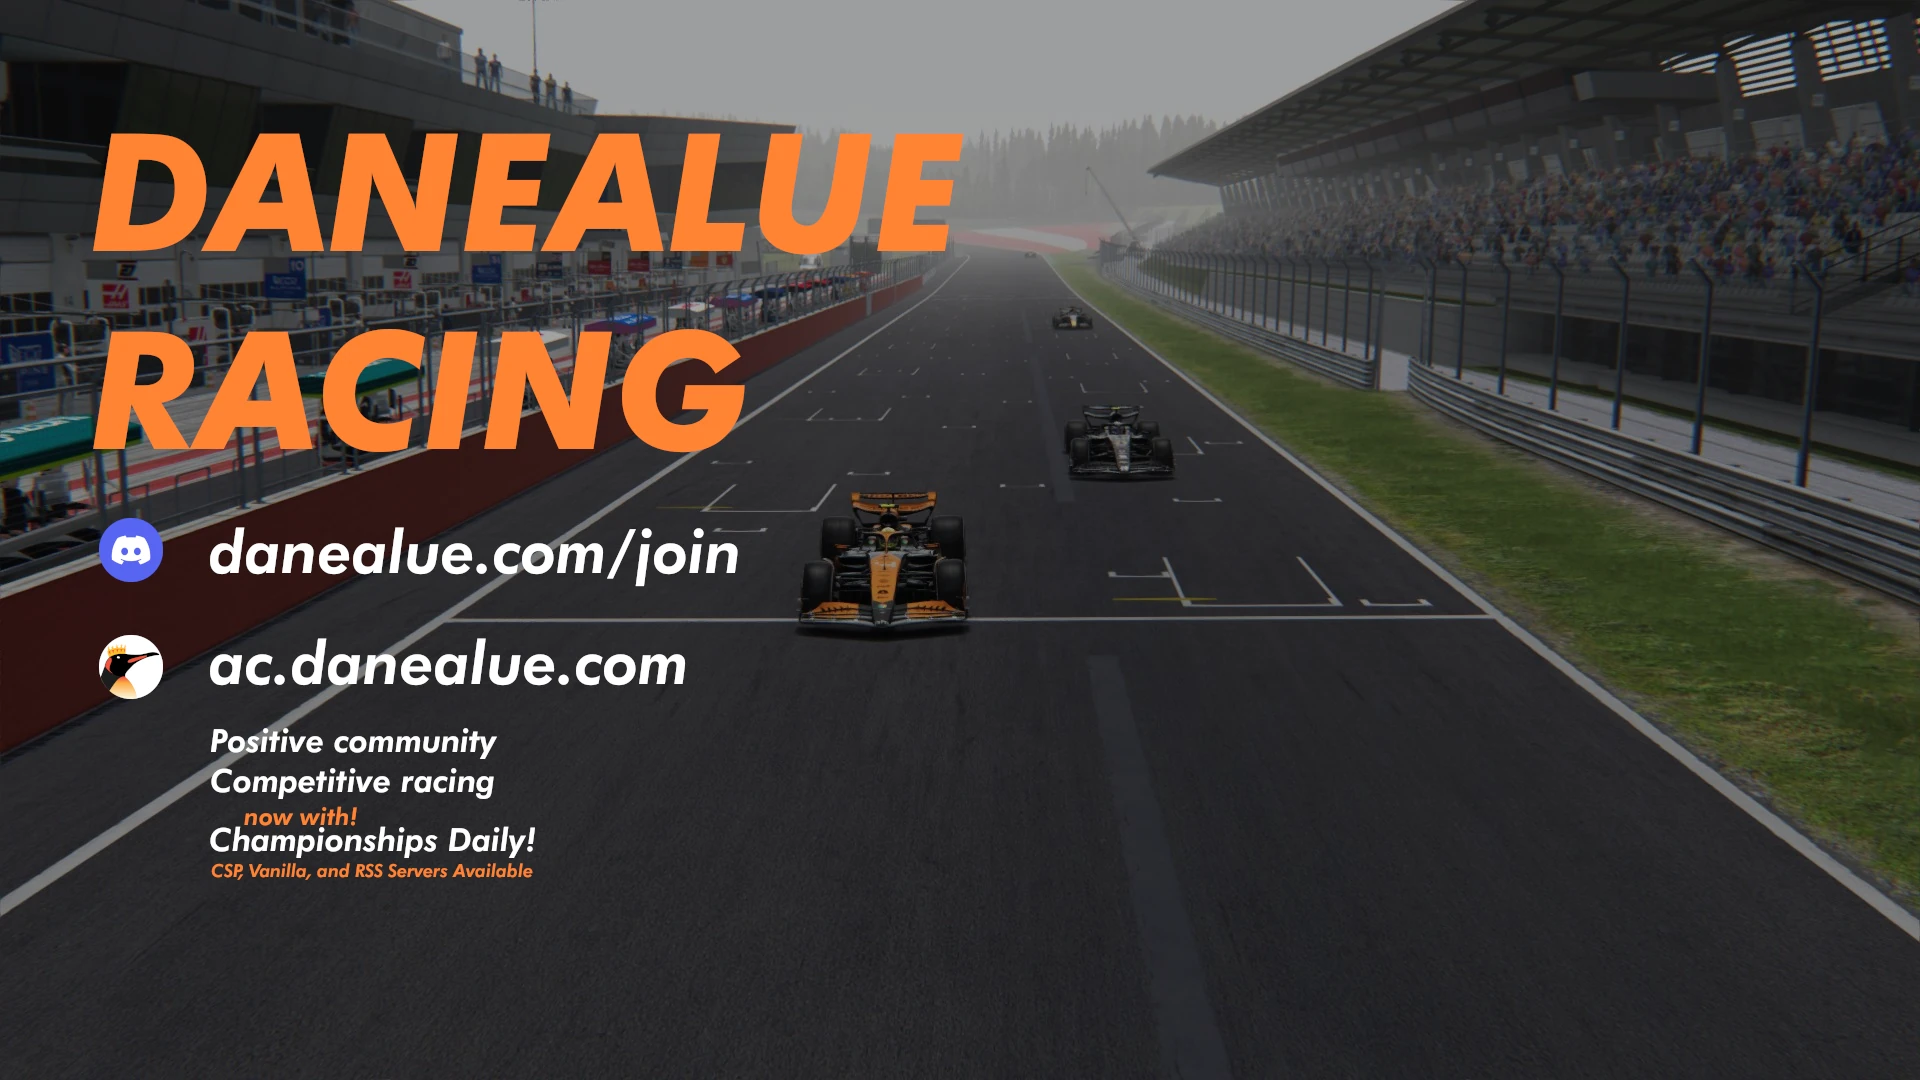 DANEALUE
RACING
danealue.com/join
ac.danealue.com
Positive community
Competitive racing
now with!
Championships Daily!
CSP, Vanilla, and RSS Servers Available